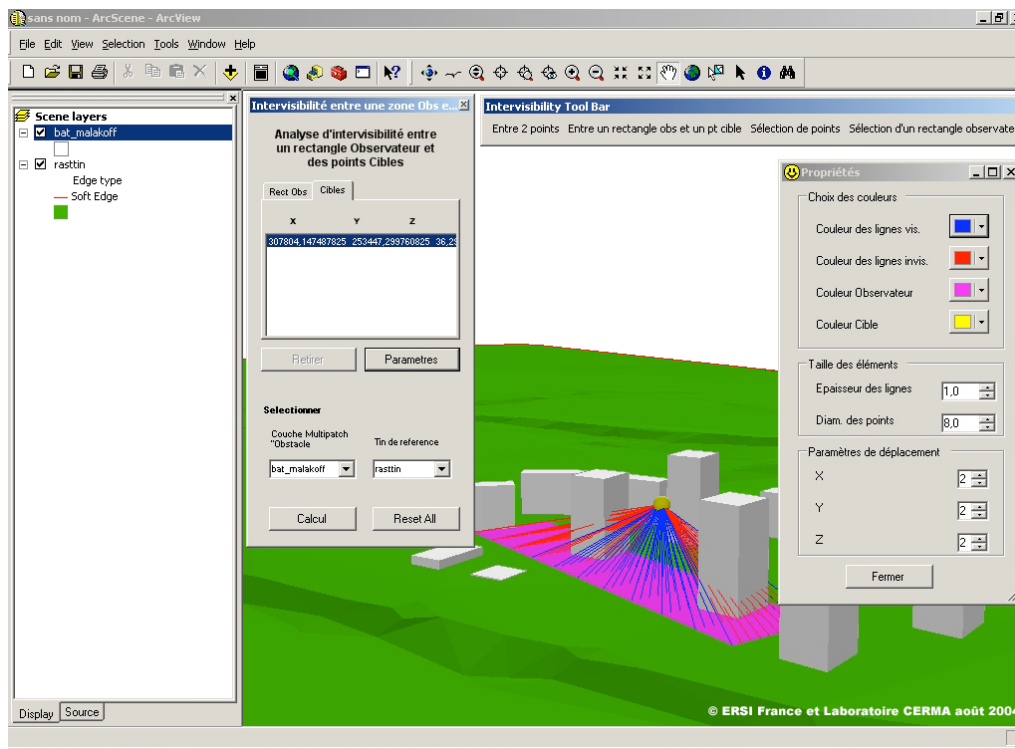 sans nom - ArcScene - ArcView
File Edit View Selection Tools Window Help
Scene layers
bat_malakoff
rasttin
Edge type
Soft Edge
Display Source
Intervisibilité entre une zone Obs e...
Analyse d'intervisibilité entre
un rectangle Observateur et
des points Cibles
Rect Obs Cibles
X Y Z
307804,147487825 253447,299760825 36,29
Retirer Parametres
Selectionner
Couche Multipatch
"Obstacle
Tin de reference
bat_malakoff rasttin
Calcul Reset All
Intervisibility Tool Bar
Entre 2 points Entre un rectangle obs et un pt cible Sélection de points Sélection d'un rectangle observate
Propriétés
Choix des couleurs
Couleur des lignes vis.
Couleur des lignes invis.
Couleur Observateur
Couleur Cible
Taille des éléments
Epaisseur des lignes 1,0
Diam. des points 8,0
Paramètres de déplacement
X 2
Y 2
Z 2
Fermer
© ERSI France et Laboratoire CERMA août 2004